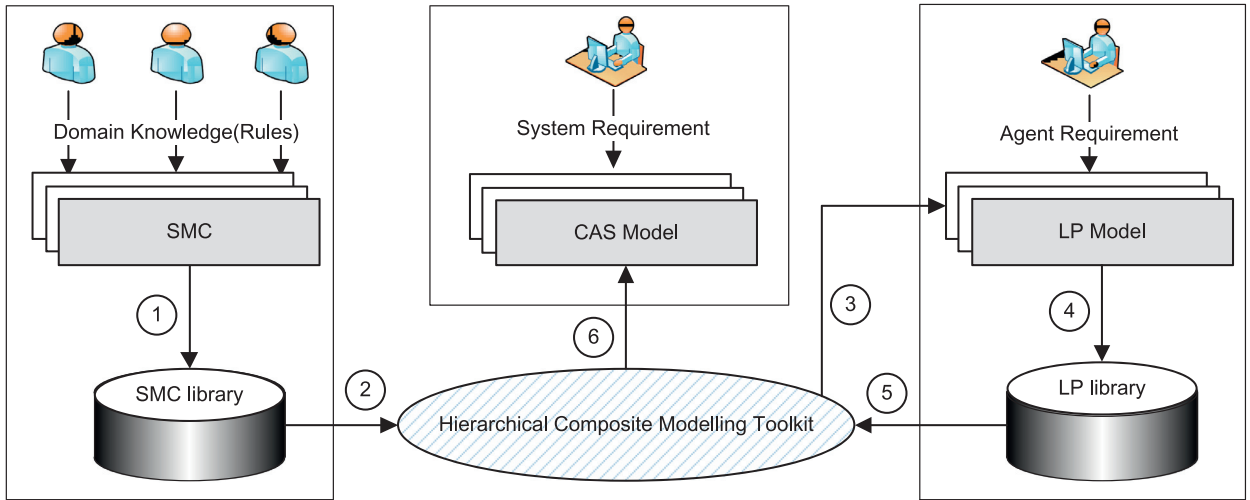 Domain Knowledge(Rules)
SMC
1
SMC library
2
System Requirement
CAS Model
6
Hierarchical Composite Modelling Toolkit
3
Agent Requirement
LP Model
4
LP library
5